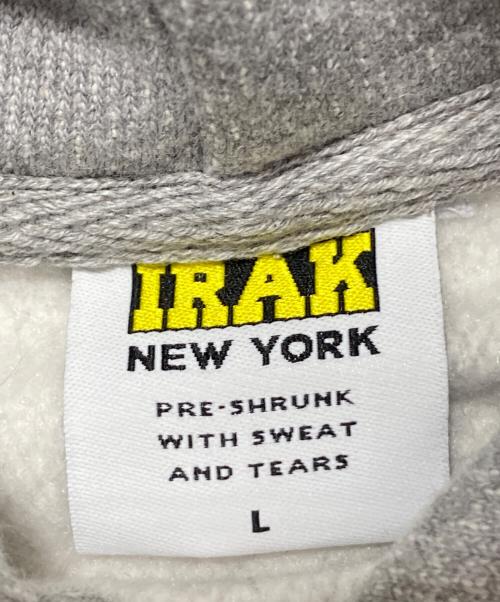 IRAK
NEW YORK
PRE-SHRUNK
WITH SWEAT
AND TEARS
L